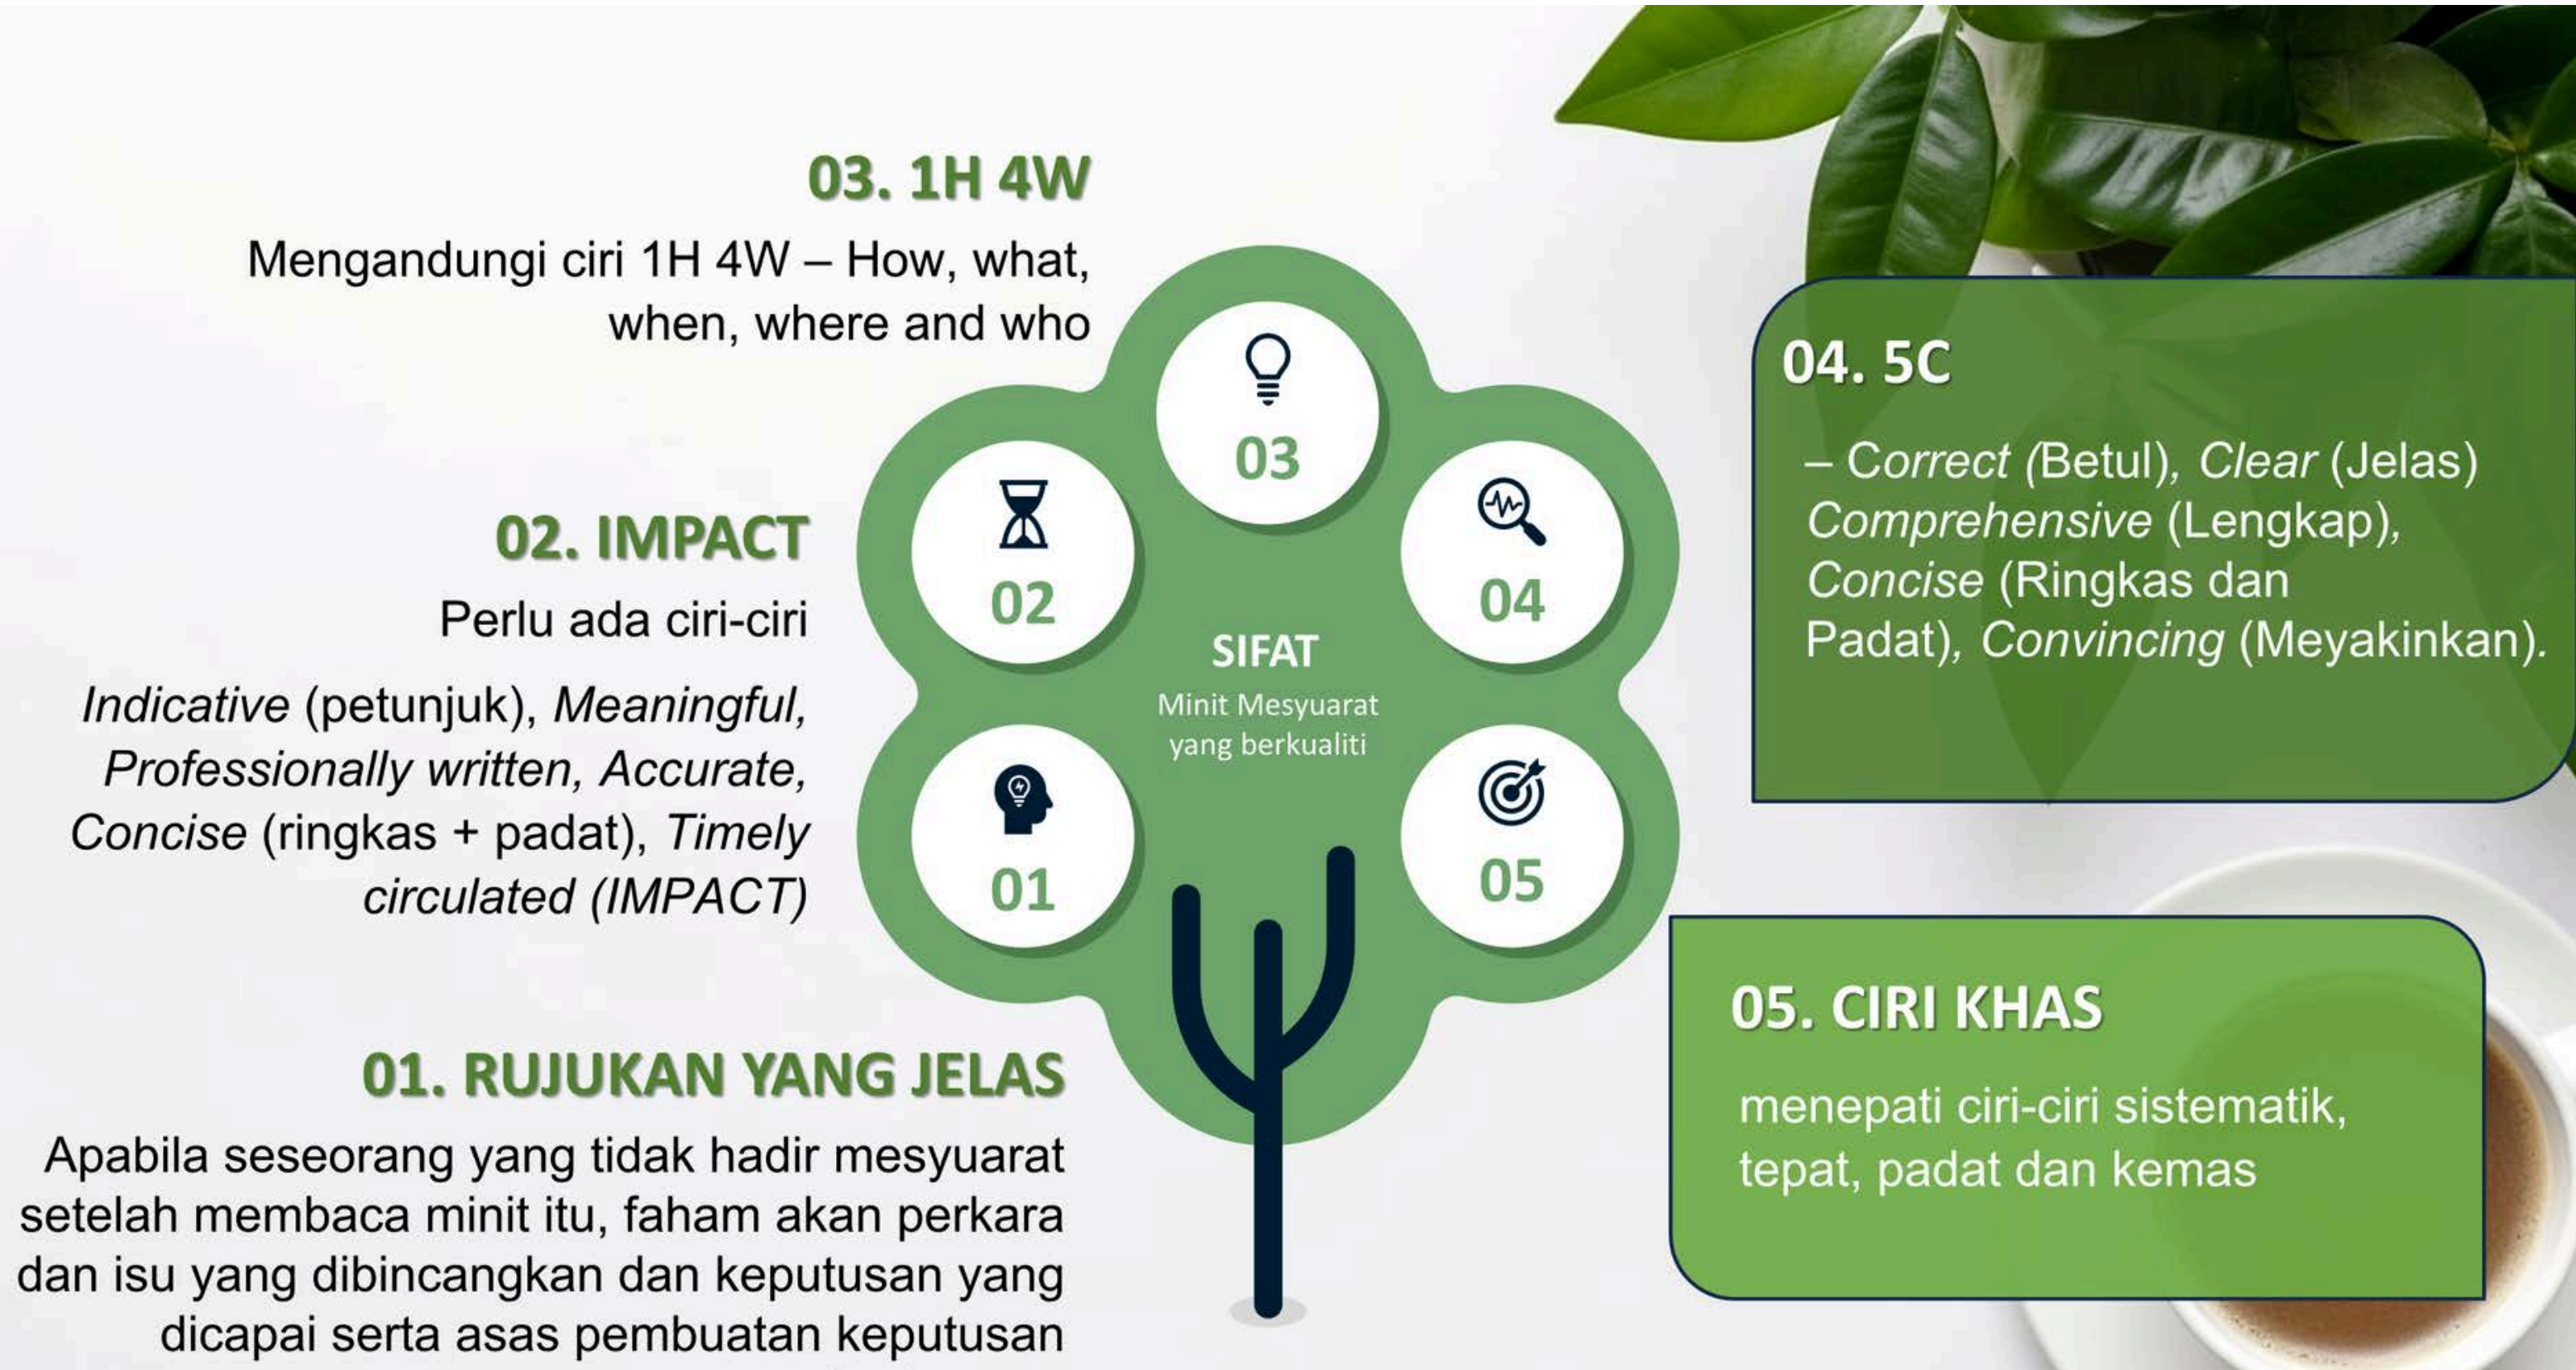 03. 1H 4W
Mengandungi ciri 1H 4W – How, what,
when, where and who
02. IMPACT
Perlu ada ciri-ciri
Indicative (petunjuk), Meaningful,
Professionally written, Accurate,
Concise (ringkas + padat), Timely
circulated (IMPACT)
01. RUJUKAN YANG JELAS
Apabila seseorang yang tidak hadir mesyuarat
setelah membaca minit itu, faham akan perkara
dan isu yang dibincangkan dan keputusan yang
dicapai serta asas pembuatan keputusan
03
02
04
SIFAT
Minit Mesyuarat
yang berkualiti
01
05
04. 5C
– Correct (Betul), Clear (Jelas)
Comprehensive (Lengkap),
Concise (Ringkas dan
Padat), Convincing (Meyakinkan).
05. CIRI KHAS
menepati ciri-ciri sistematik,
tepat, padat dan kemas